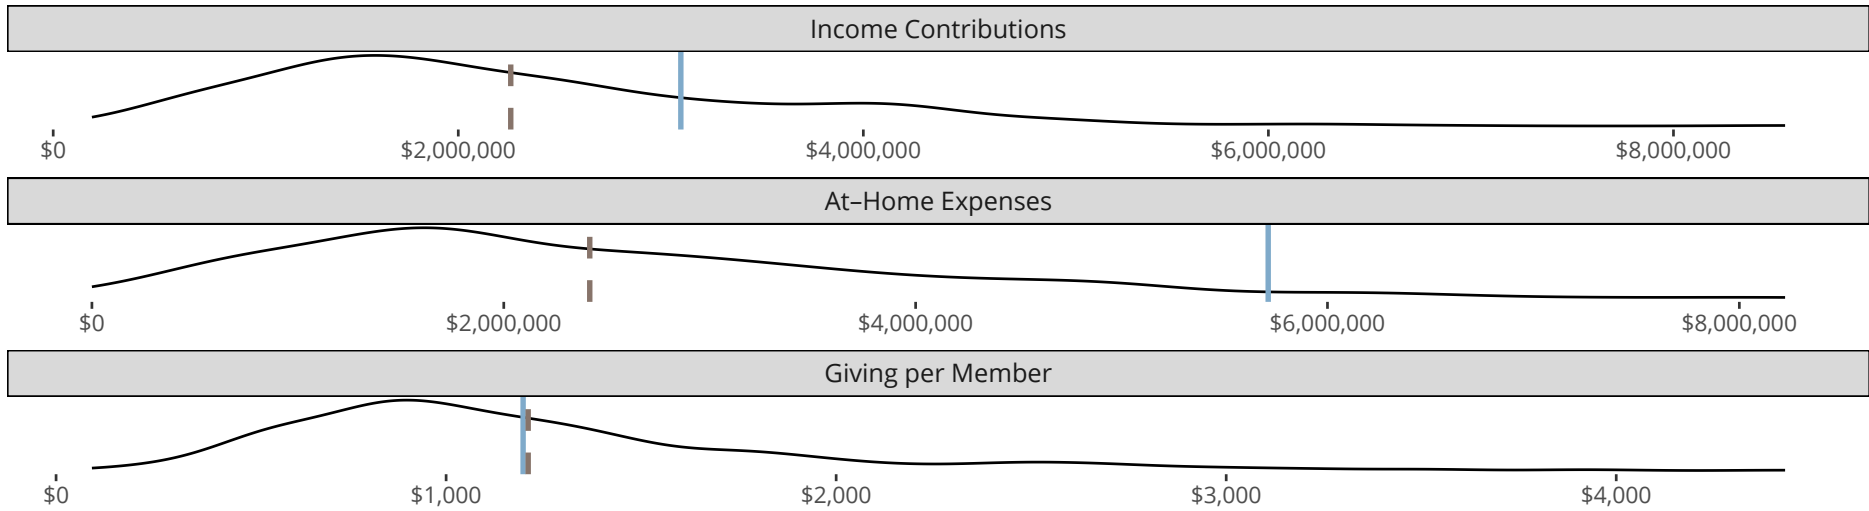 Income Contributions
$0 $2,000,000 $4,000,000 $6,000,000 $8,000,000
At–Home Expenses
$0 $2,000,000 $4,000,000 $6,000,000 $8,000,000
Giving per Member
$0 $1,000 $2,000 $3,000 $4,000